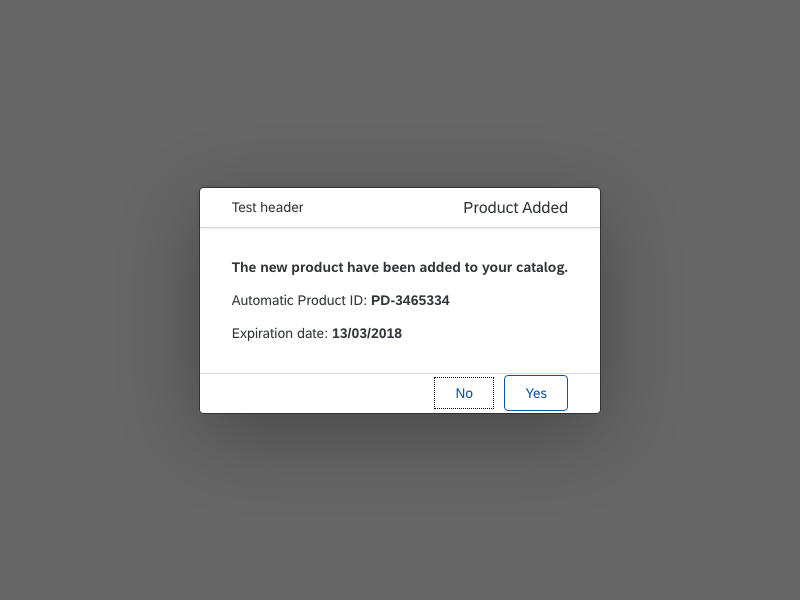 Test header
Product Added
The new product have been added to your catalog.
Automatic Product ID: PD-3465334
Expiration date: 13/03/2018
No
Yes